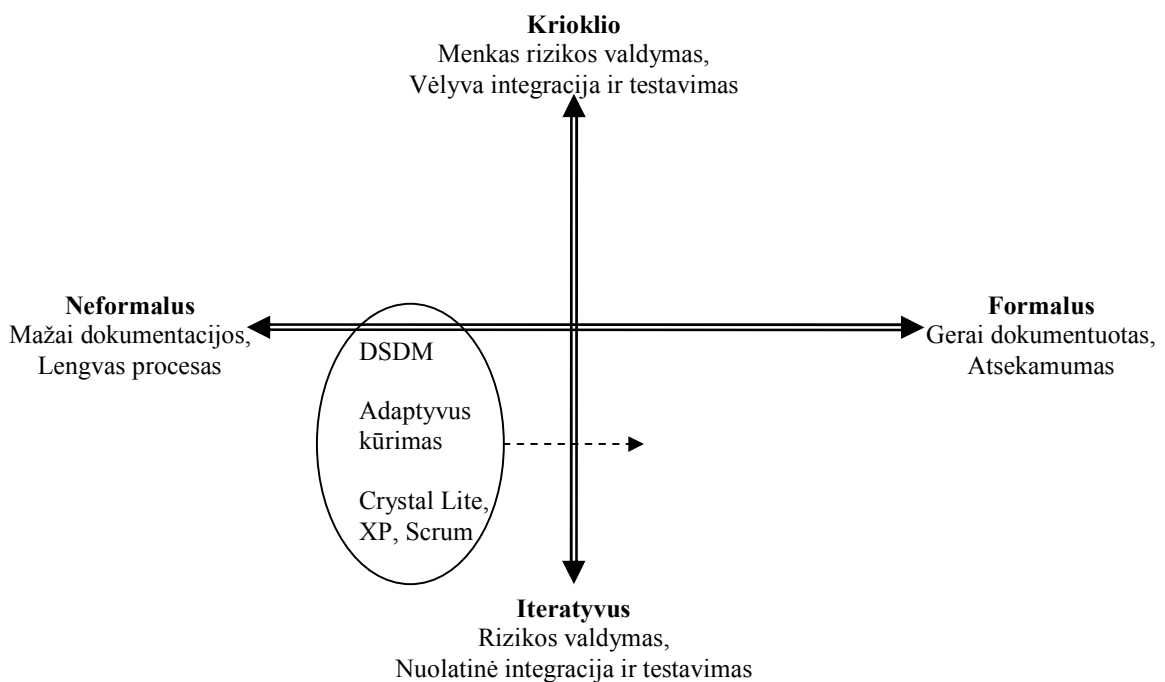 Krioklio
Menkas rizikos valdymas,
Vėlyva integracija ir testavimas
Neformalus
Mažai dokumentacijos,
Lengvas procesas
Formalus
Gerai dokumentuotas,
Atsekamumas
DSDM
Adaptyvus
kūrimas
Crystal Lite,
XP, Scrum
Iteratyvus
Rizikos valdymas,
Nuolatinė integracija ir testavimas